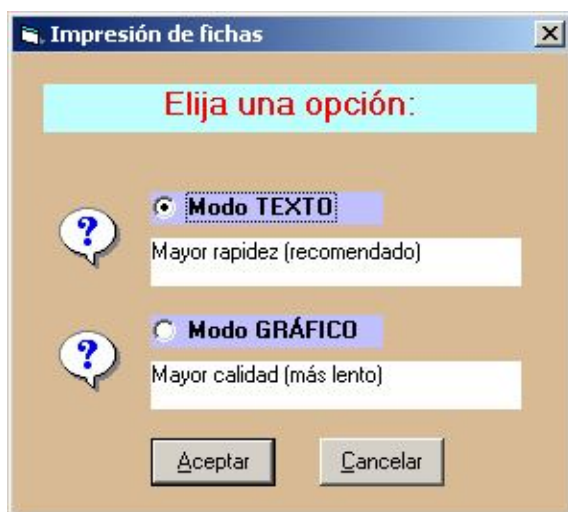 Impresión de fichas
Elija una opción:
Modo TEXTO
Mayor rapidez (recomendado)
Modo GRÁFICO
Mayor calidad (más lento)
Aceptar Cancelar